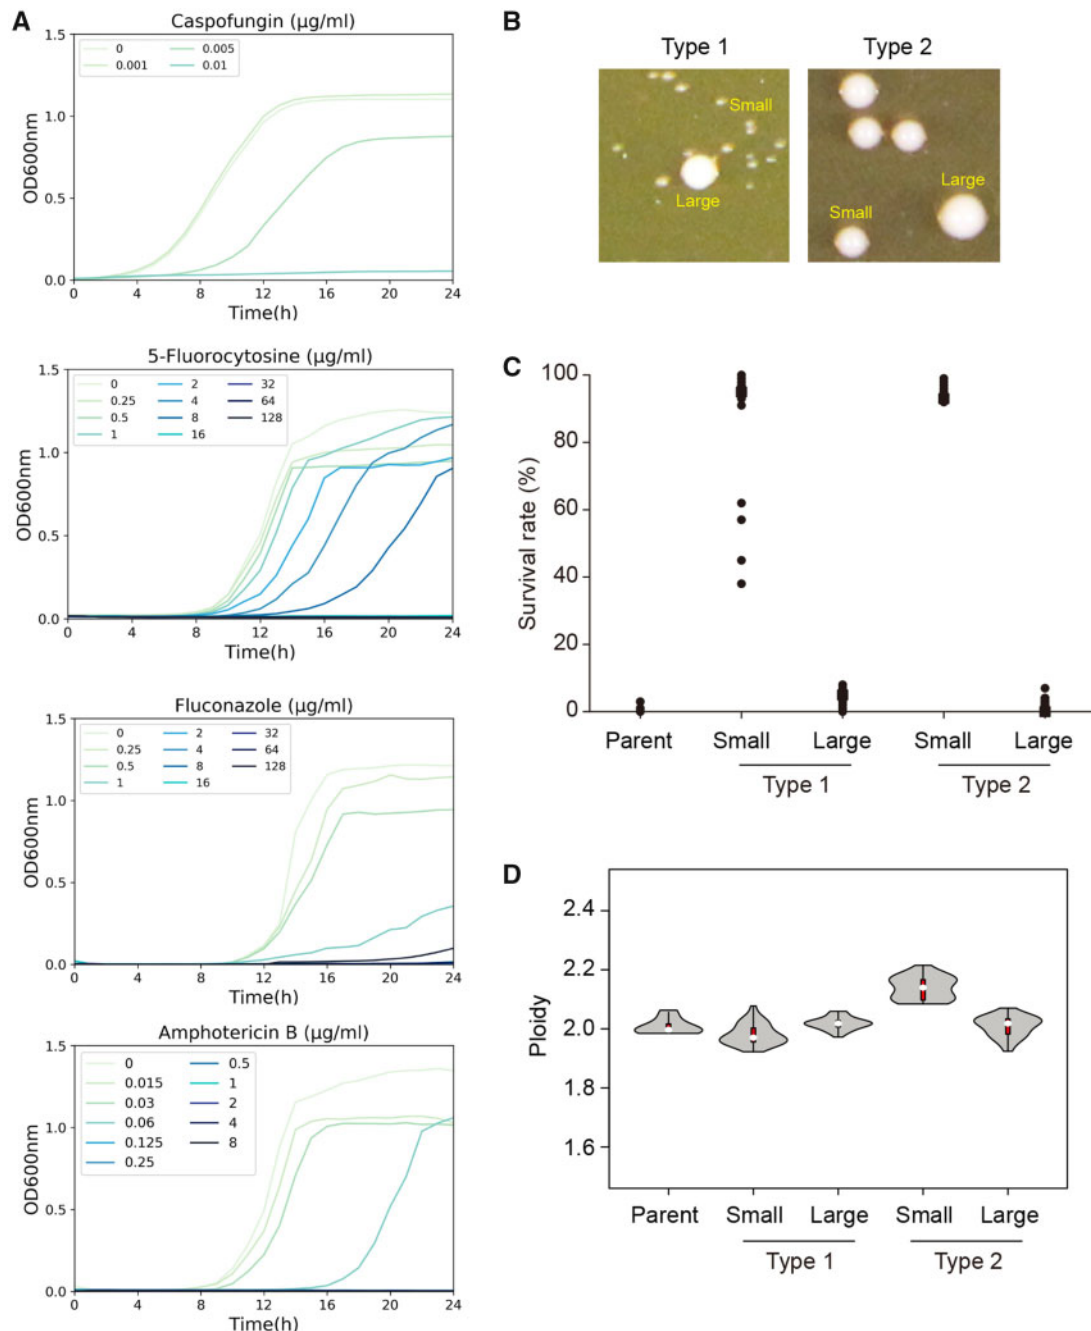 A
Caspofungin (µg/ml)
0 0.005
0.001 0.01
1.5
1.0
0.5
0.0
OD600nm
0 4 8 12 16 20 24
Time(h)
5-Fluorocytosine (µg/ml)
0 2 32
0.25 4 64
0.5 8 128
1 16
1.5
1.0
0.5
0.0
OD600nm
0 4 8 12 16 20 24
Time(h)
Fluconazole (µg/ml)
0 2 32
0.25 4 64
0.5 8 128
1 16
1.5
1.0
0.5
0.0
OD600nm
0 4 8 12 16 20 24
Time(h)
Amphotericin B (µg/ml)
0 0.5
0.015 1
0.03 2
0.06 4
0.125 8
0.25
1.5
1.0
0.5
0.0
OD600nm
0 4 8 12 16 20 24
Time(h)
B
Type 1 Type 2
Small
Large
Large
Small
C
100
80
60
40
20
0
Survival rate (%)
Parent Small Large Small Large
Type 1 Type 2
D
2.4
2.2
2.0
1.8
1.6
Ploidy
Parent Small Large Small Large
Type 1 Type 2